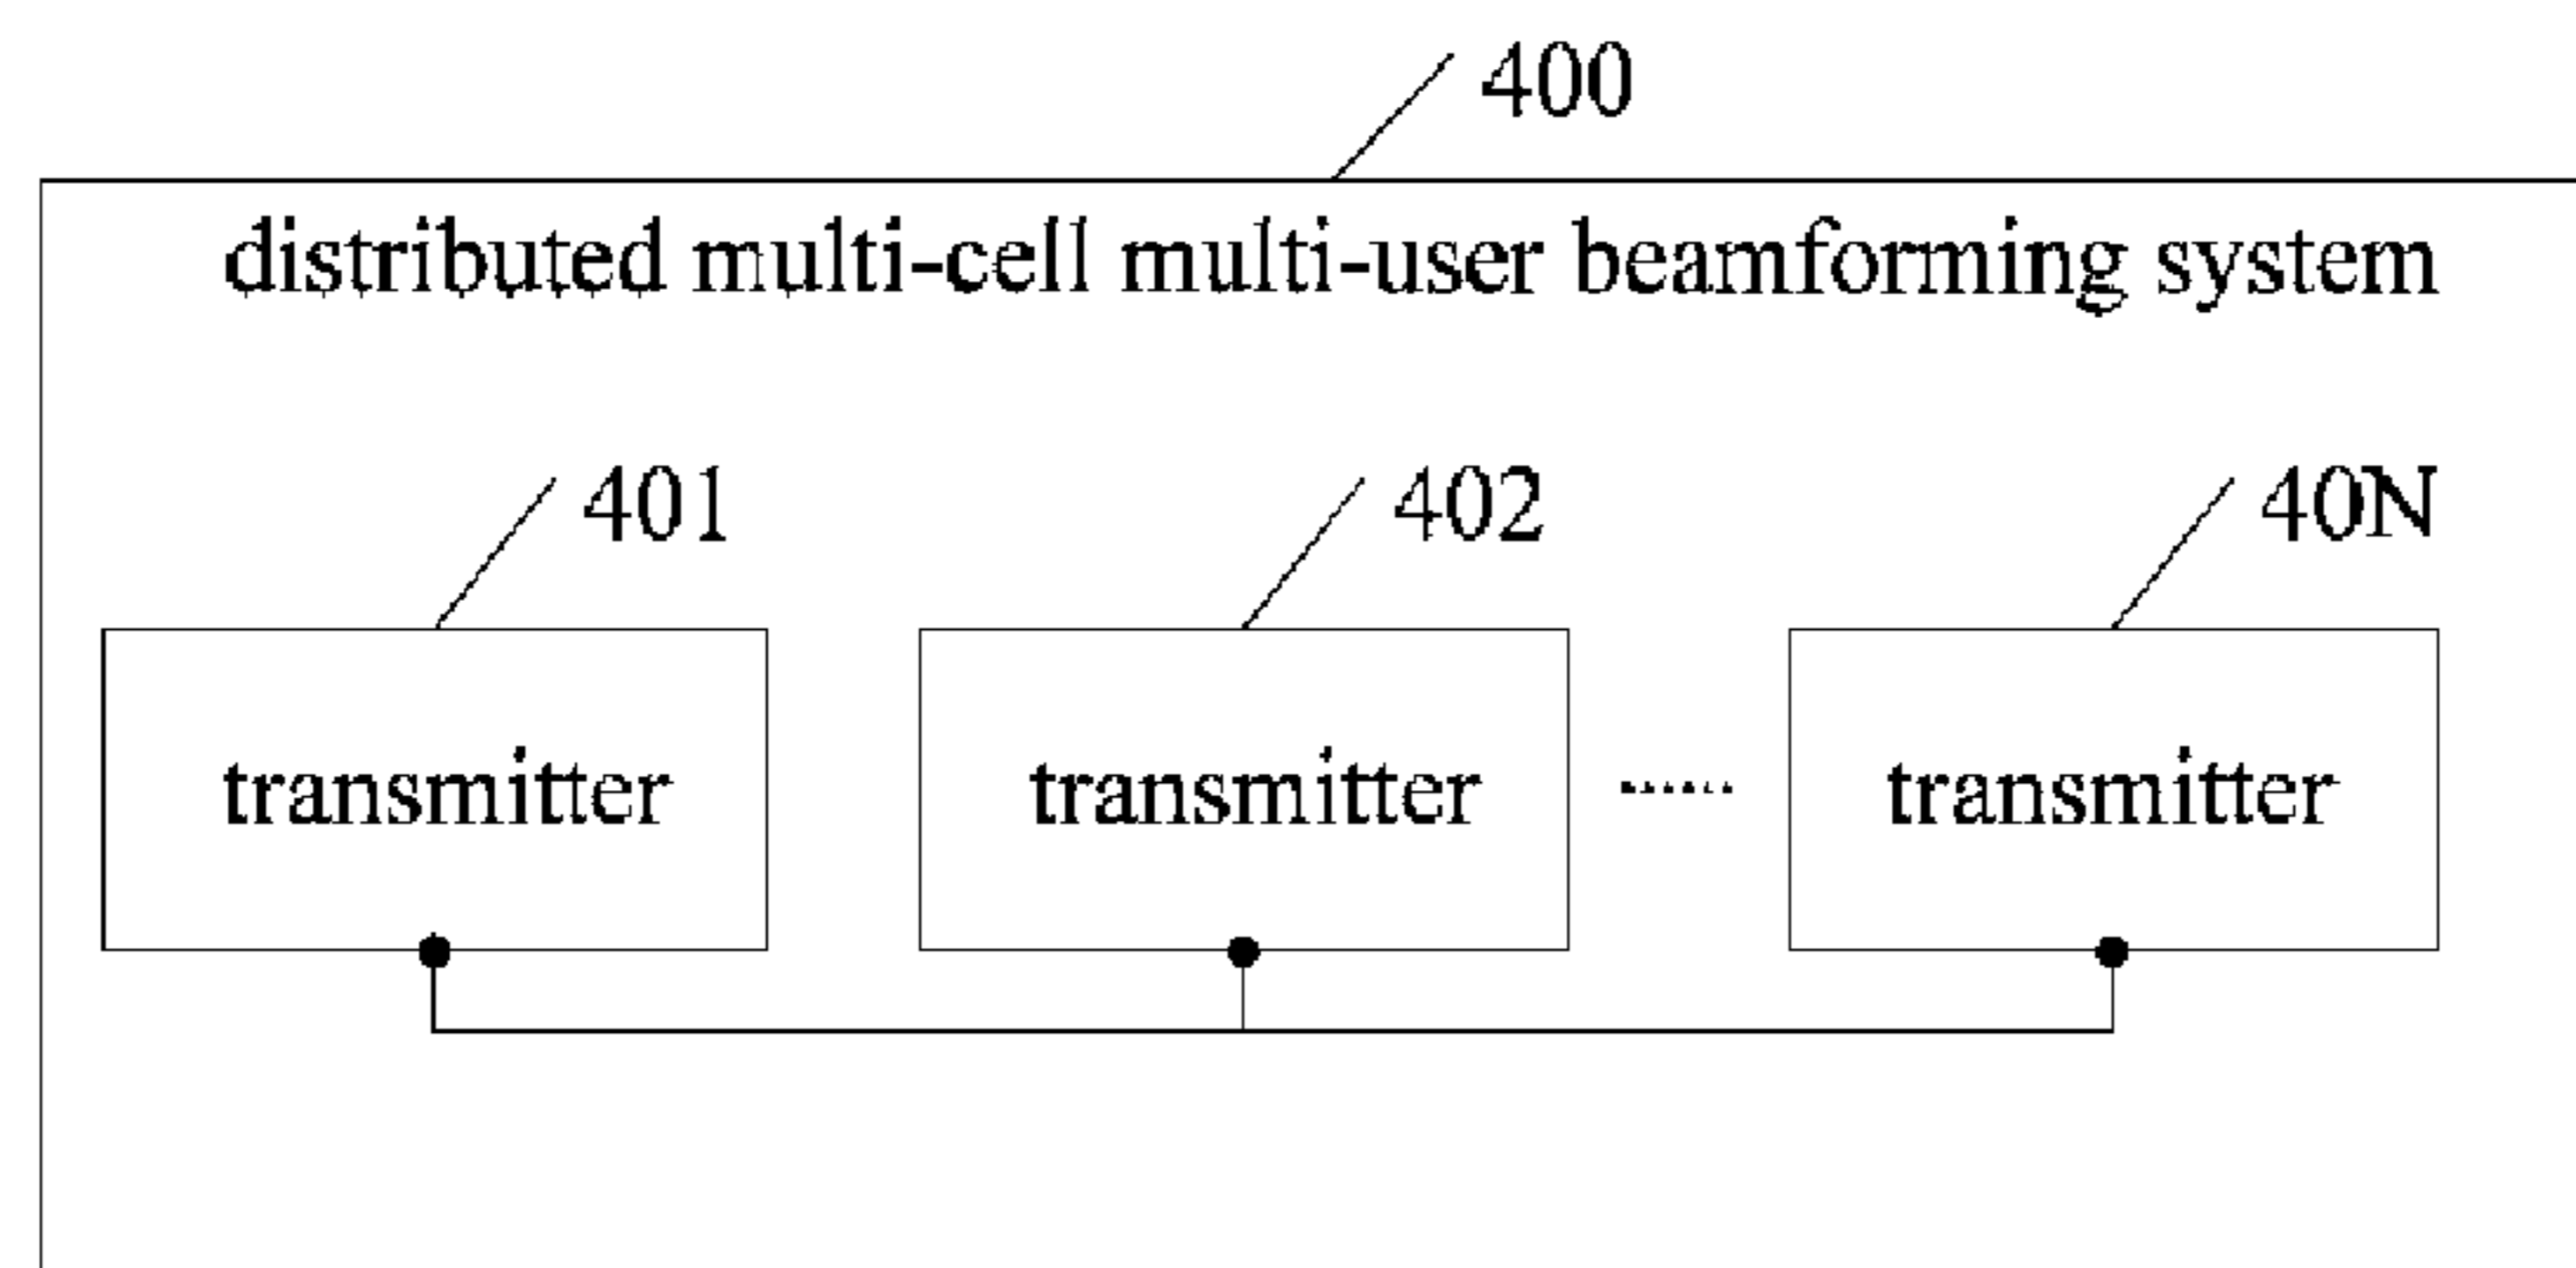 400
distributed multi-cell multi-user beamforming system
401 402 40N
transmitter transmitter ...... transmitter